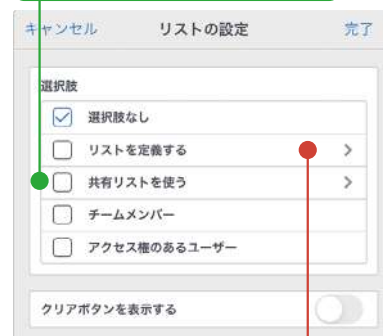 キャンセル リストの設定 完了
選択肢
選択肢なし
リストを定義する
共有リストを使う
チームメンバー
アクセス権のあるユーザー
クリアボタンを表示する